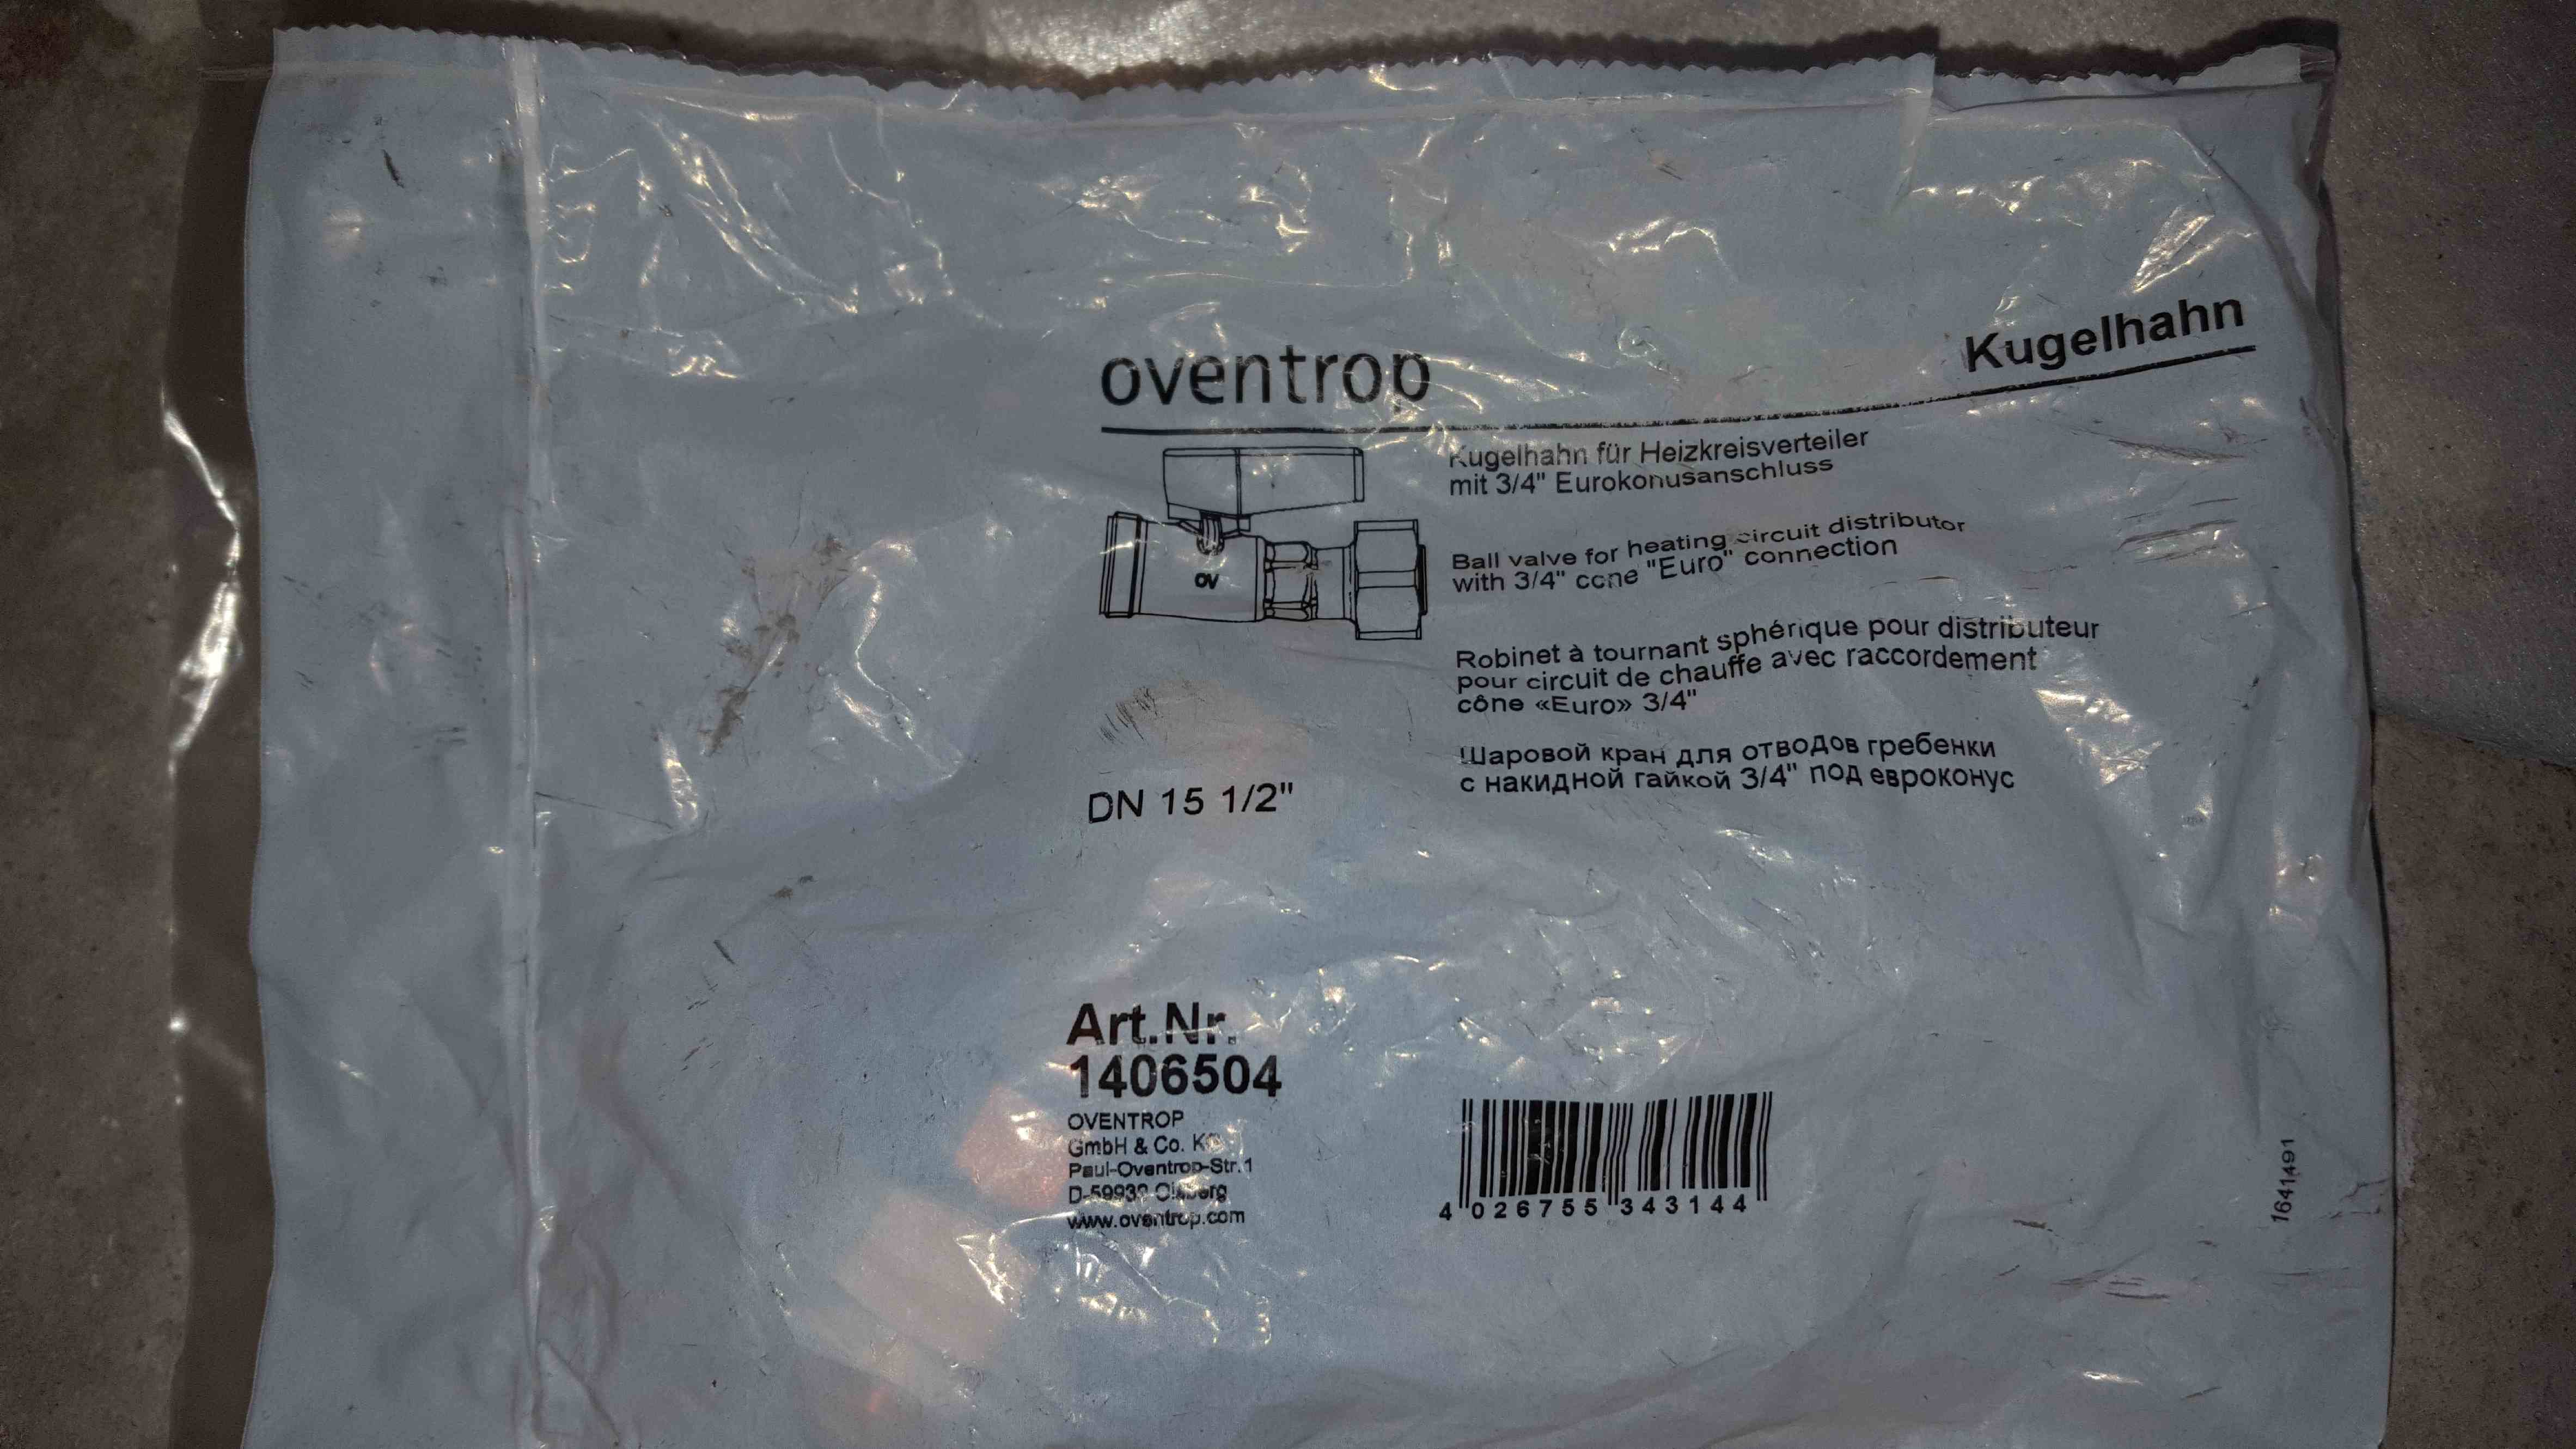 oventrop
Kugelhahn
Kugelhahn für Heizkreisverteiler
mit 3/4" Eurokonusanschluss
Ball valve for heating circuit distributor
with 3/4" cone "Euro" connection
OV
Robinet à tournant sphérique pour distributeur
pour circuit de chauffe avec raccordement
cône «Euro» 3/4"
Шаровой кран для отводов гребенки
с накидной гайкой 3/4" под евроконус
DN 15 1/2"
Art.Nr.
1406504
OVENTROP
GmbH & Co. KG
Paul-Oventrop-Str.1
D-59939 Olsberg
www.oventrop.com
4 026755 343144
1641491